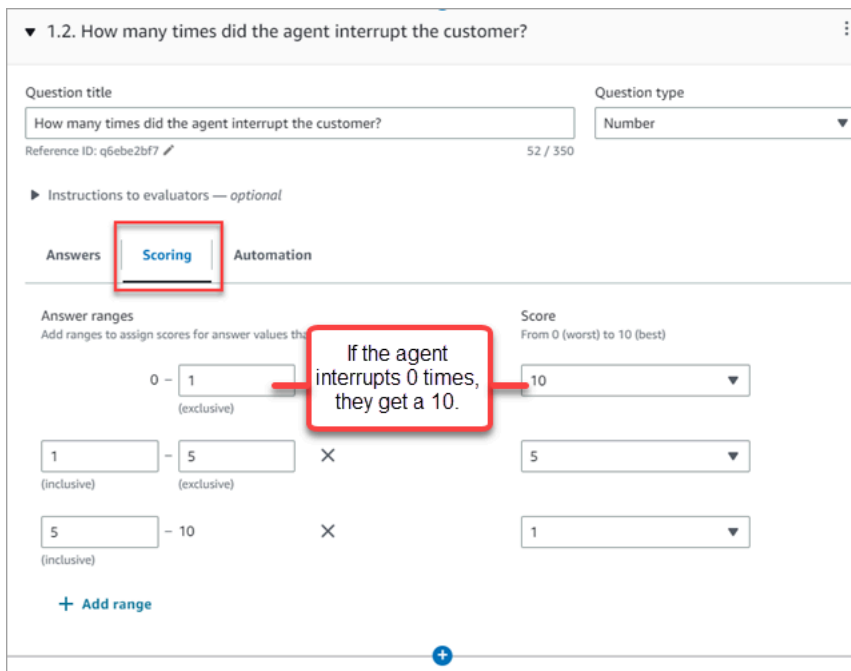 1.2. How many times did the agent interrupt the customer?
Question title
Question type
How many times did the agent interrupt the customer?
Number
Reference ID: q6ebe2bf7
52 / 350
Instructions to evaluators — optional
Answers
Scoring
Automation
Answer ranges
Score
Add ranges to assign scores for answer values
From 0 (worst) to 10 (best)
If the agent
interrupts 0 times,
they get a 10.
0 – 1
10
(exclusive)
1 – 5
5
(inclusive)
(exclusive)
5 – 10
1
(inclusive)
+ Add range